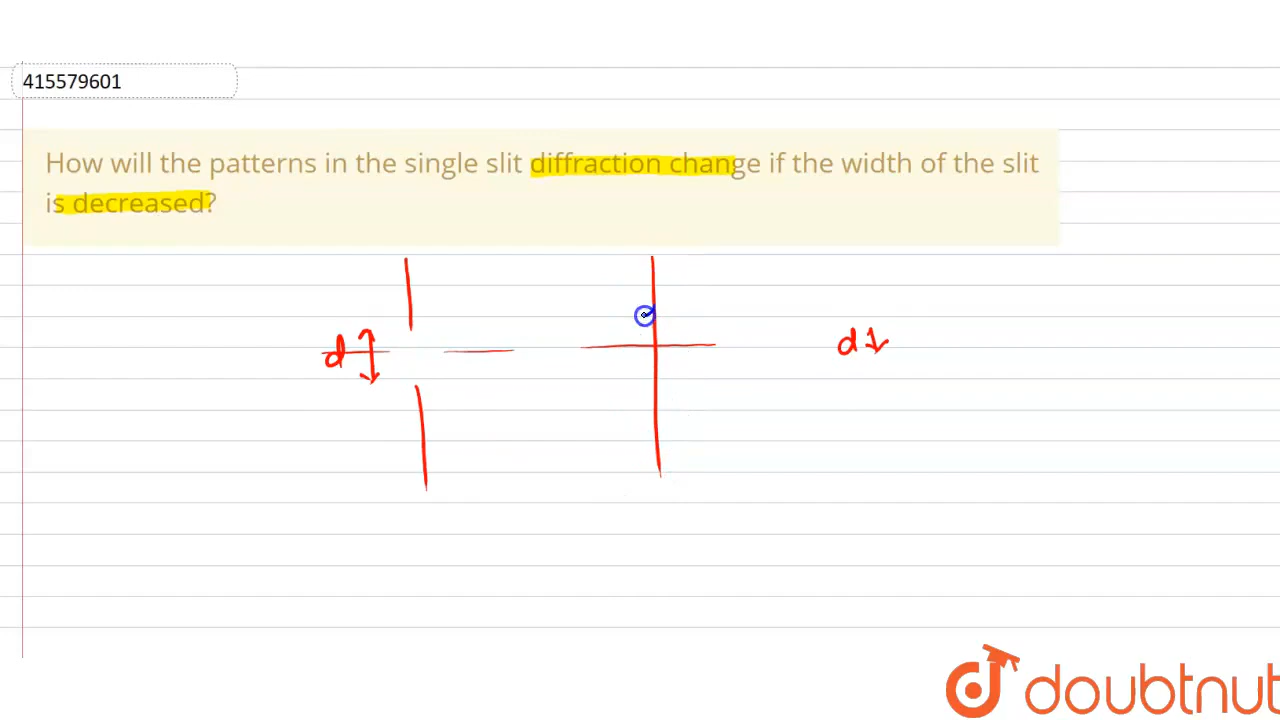 415579601
How will the patterns in the single slit diffraction change if the width of the slit
is decreased?
d
d↓
doubtnut